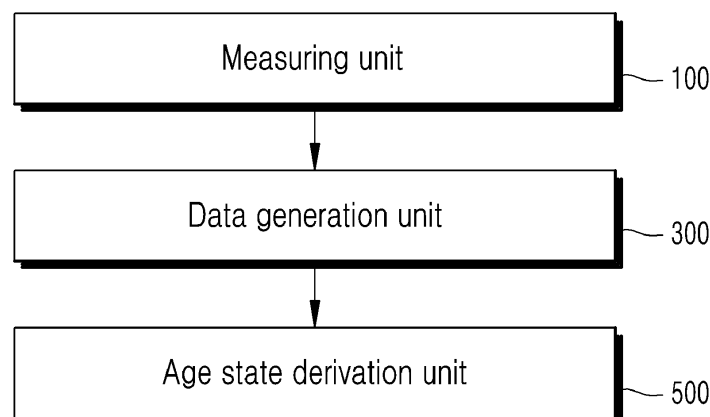 Measuring unit
100
Data generation unit
300
Age state derivation unit
500